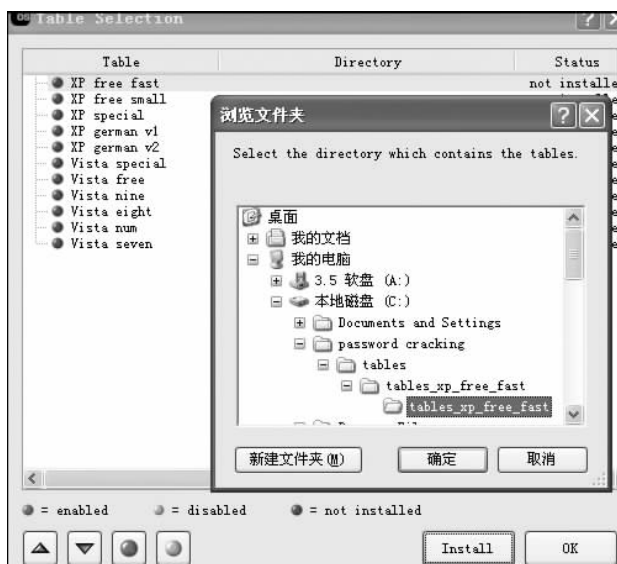 Table Selection
Table Directory Status
XP free fast not installe
XP free small
XP special
XP german v1
XP german v2
Vista special
Vista free
Vista nine
Vista eight
Vista num
Vista seven
浏览文件夹
Select the directory which contains the tables.
桌面
我的文档
我的电脑
3.5 软盘 (A:)
本地磁盘 (C:)
Documents and Settings
password cracking
tables
tables_xp_free_fast
tables_xp_free_fast
新建文件夹(M)
确定
取消
= enabled = disabled = not installed
Install OK